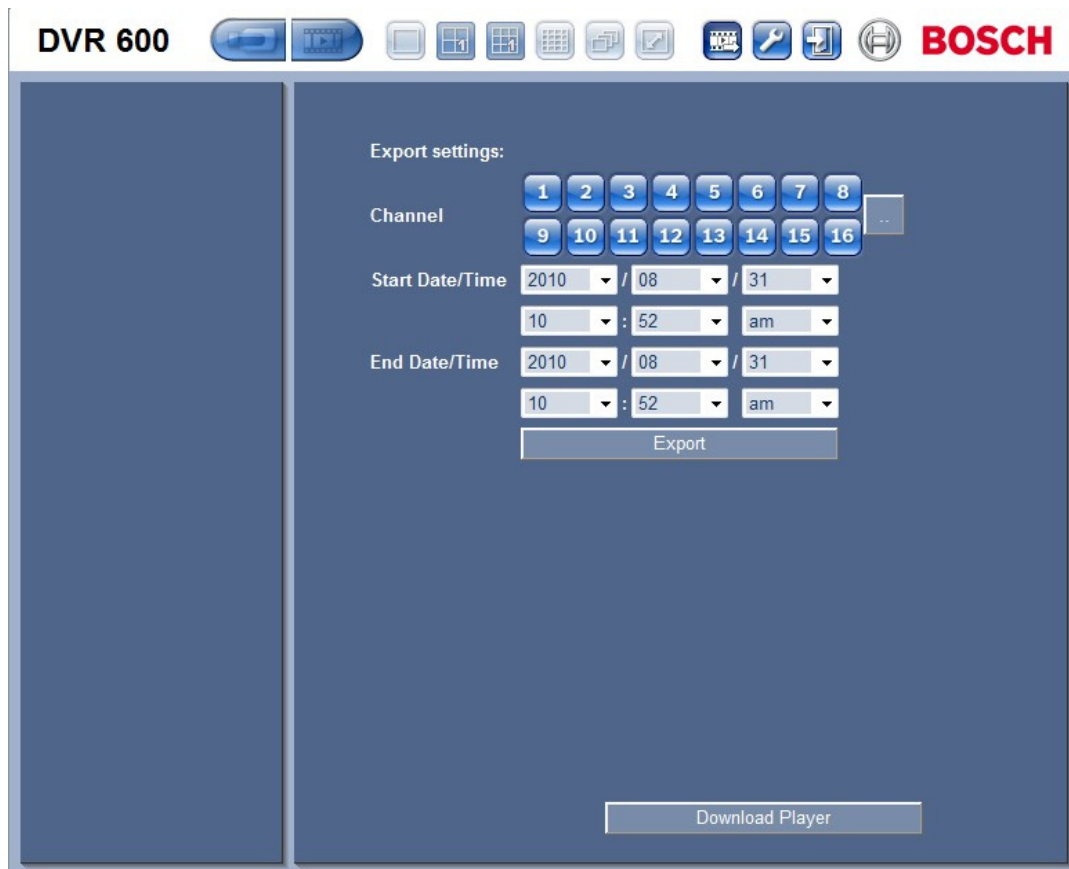 DVR 600
1
1
BOSCH
Export settings:
Channel
1 2 3 4 5 6 7 8
9 10 11 12 13 14 15 16
..
Start Date/Time 2010 / 08 / 31
10 : 52 am
End Date/Time 2010 / 08 / 31
10 : 52 am
Export
Download Player